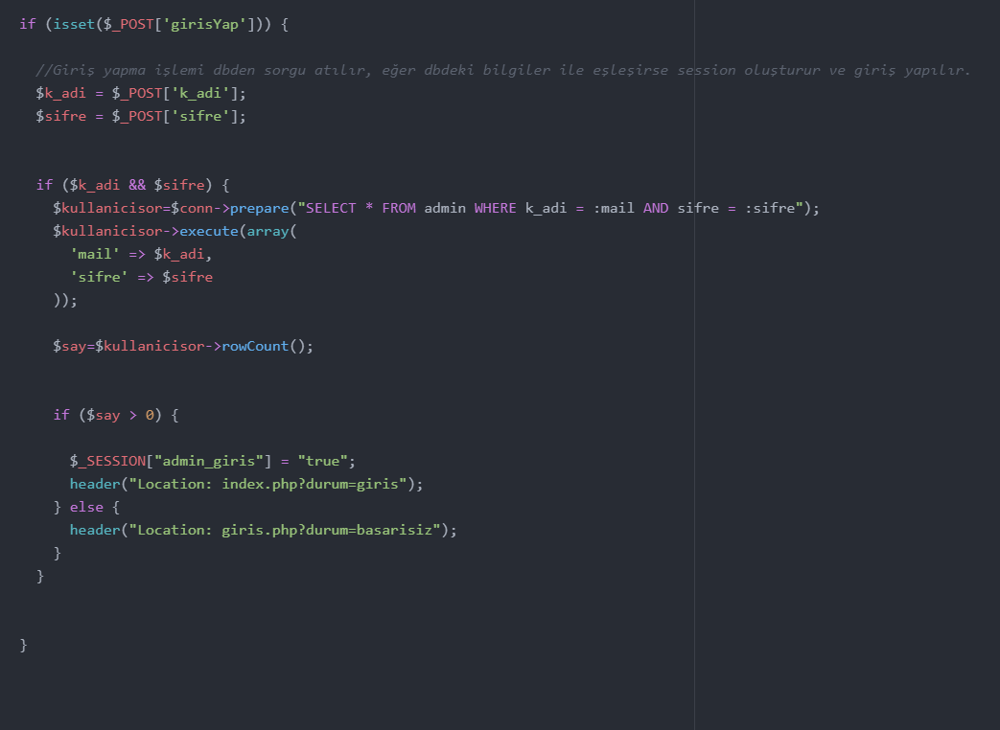 if (isset($_POST['girisYap'])) {
//Giriş yapma işlemi dbden sorgu atılır, eğer dbdeki bilgiler ile eşleşirse session oluşturur ve giriş yapılır.
$k_adi = $_POST['k_adi'];
$sifre = $_POST['sifre'];
if ($k_adi && $sifre) {
$kullanicisor=$conn->prepare("SELECT * FROM admin WHERE k_adi = :mail AND sifre = :sifre");
$kullanicisor->execute(array(
'mail' => $k_adi,
'sifre' => $sifre
));
$say=$kullanicisor->rowCount();
if ($say > 0) {
$_SESSION["admin_giris"] = "true";
header("Location: index.php?durum=giris");
} else {
header("Location: giris.php?durum=basarisiz");
}
}
}